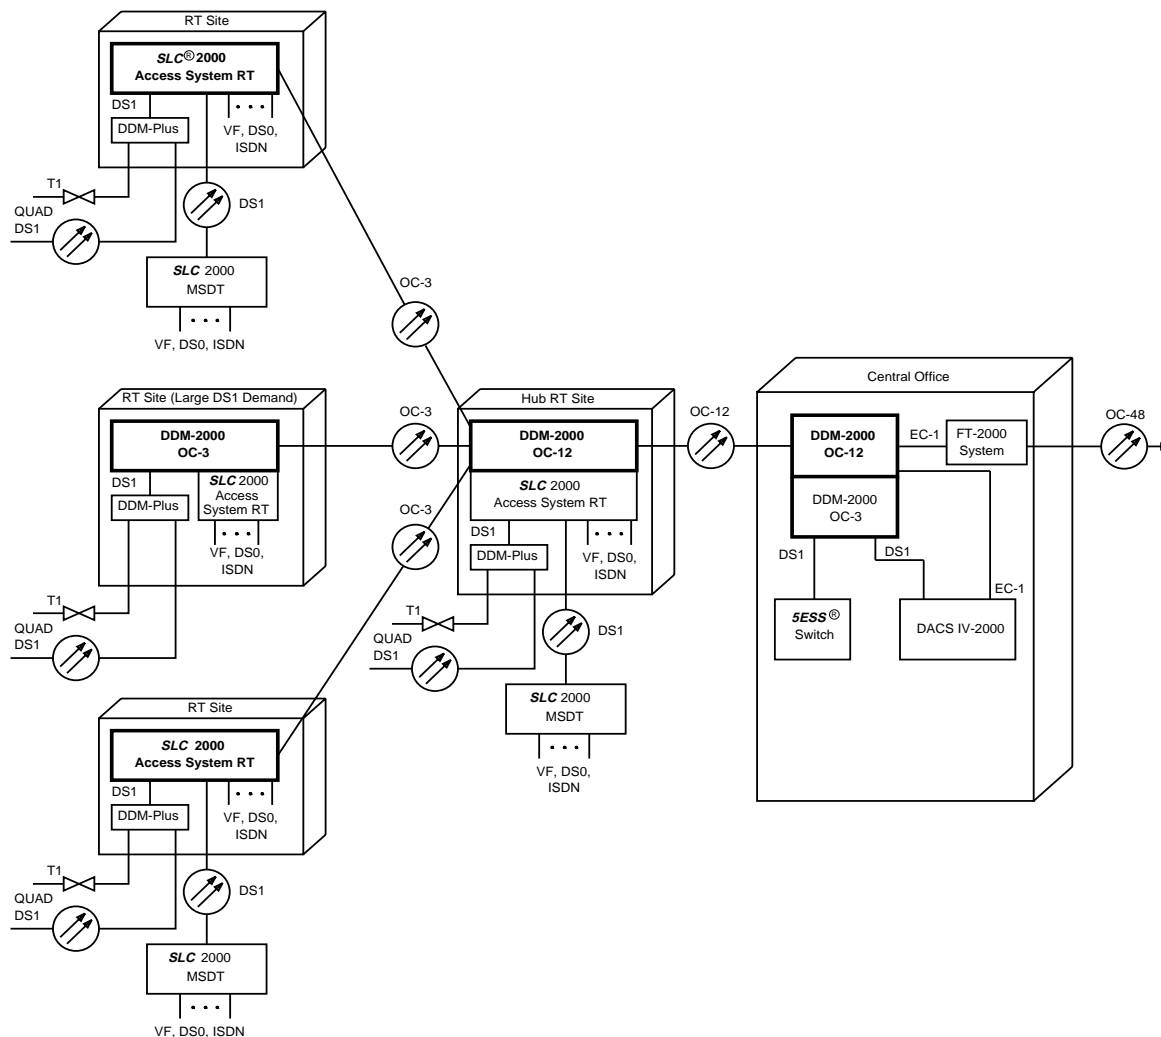 RT Site
SLC® 2000
Access System RT
DS1
DDM-Plus
VF, DS0,
ISDN
T1
QUAD
DS1
DS1
SLC 2000
MSDT
VF, DS0, ISDN
OC-3
RT Site (Large DS1 Demand)
DDM-2000
OC-3
DS1
DDM-Plus
SLC 2000
Access
System RT
VF, DS0,
ISDN
T1
QUAD
DS1
OC-3
OC-3
Hub RT Site
DDM-2000
OC-12
SLC 2000
Access System RT
DS1
DDM-Plus
VF, DS0,
ISDN
T1
QUAD
DS1
DS1
SLC 2000
MSDT
VF, DS0,
ISDN
OC-12
Central Office
DDM-2000
OC-12
EC-1
FT-2000
System
OC-48
DDM-2000
OC-3
DS1
DS1
EC-1
5ESS®
Switch
DACS IV-2000
RT Site
SLC 2000
Access System RT
DS1
DDM-Plus
VF, DS0,
ISDN
T1
QUAD
DS1
DS1
SLC 2000
MSDT
VF, DS0, ISDN